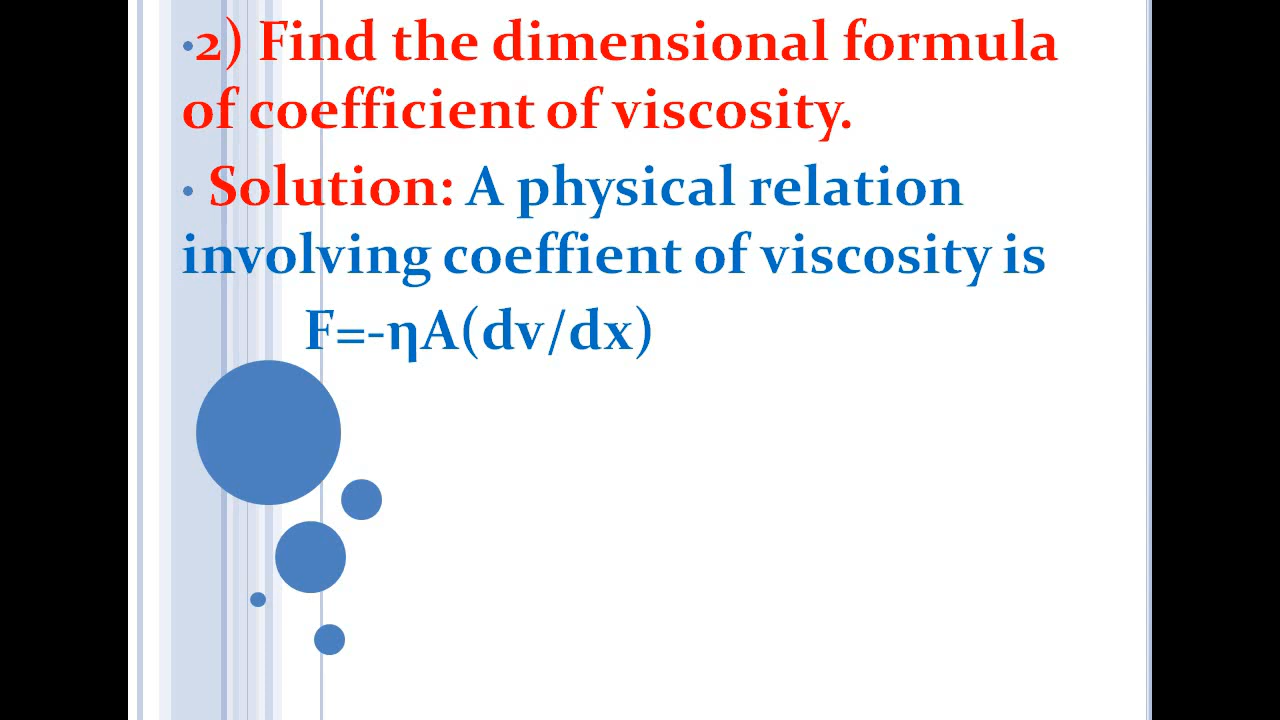 •2) Find the dimensional formula
of coefficient of viscosity.
• Solution: A physical relation
involving coeffient of viscosity is
F=-ηA(dv/dx)